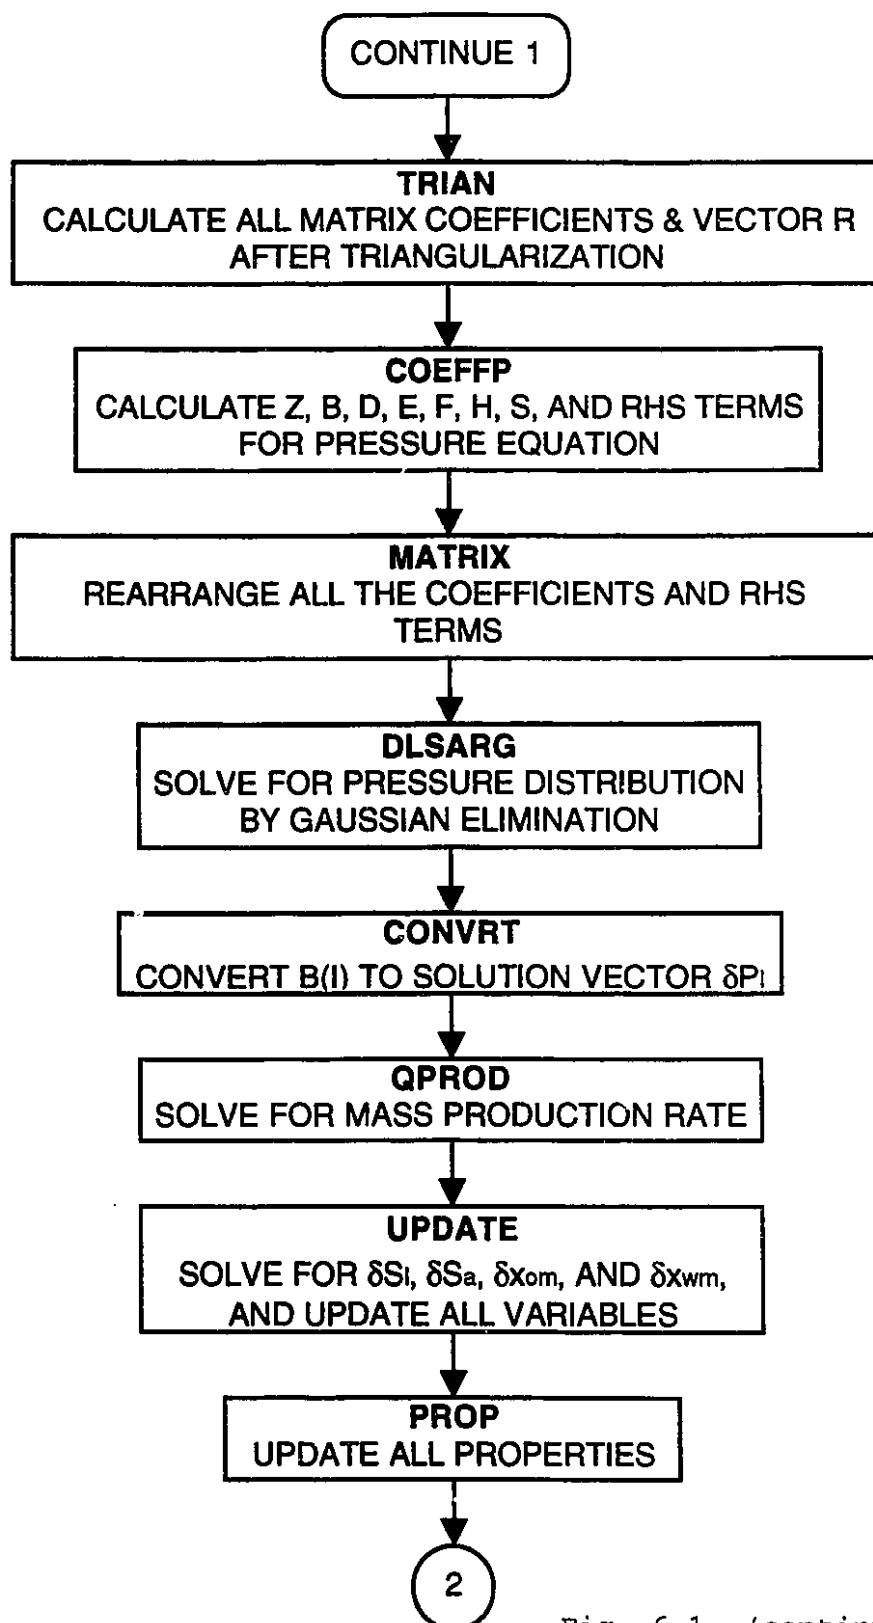 CONTINUE 1
TRIAN
CALCULATE ALL MATRIX COEFFICIENTS & VECTOR R
AFTER TRIANGULARIZATION
COEFFP
CALCULATE Z, B, D, E, F, H, S, AND RHS TERMS
FOR PRESSURE EQUATION
MATRIX
REARRANGE ALL THE COEFFICIENTS AND RHS
TERMS
DLSARG
SOLVE FOR PRESSURE DISTRIBUTION
BY GAUSSIAN ELIMINATION
CONVRT
CONVERT B(I) TO SOLUTION VECTOR δPl
QPROD
SOLVE FOR MASS PRODUCTION RATE
UPDATE
SOLVE FOR δSl, δSa, δxom, AND δxwm,
AND UPDATE ALL VARIABLES
PROP
UPDATE ALL PROPERTIES
2